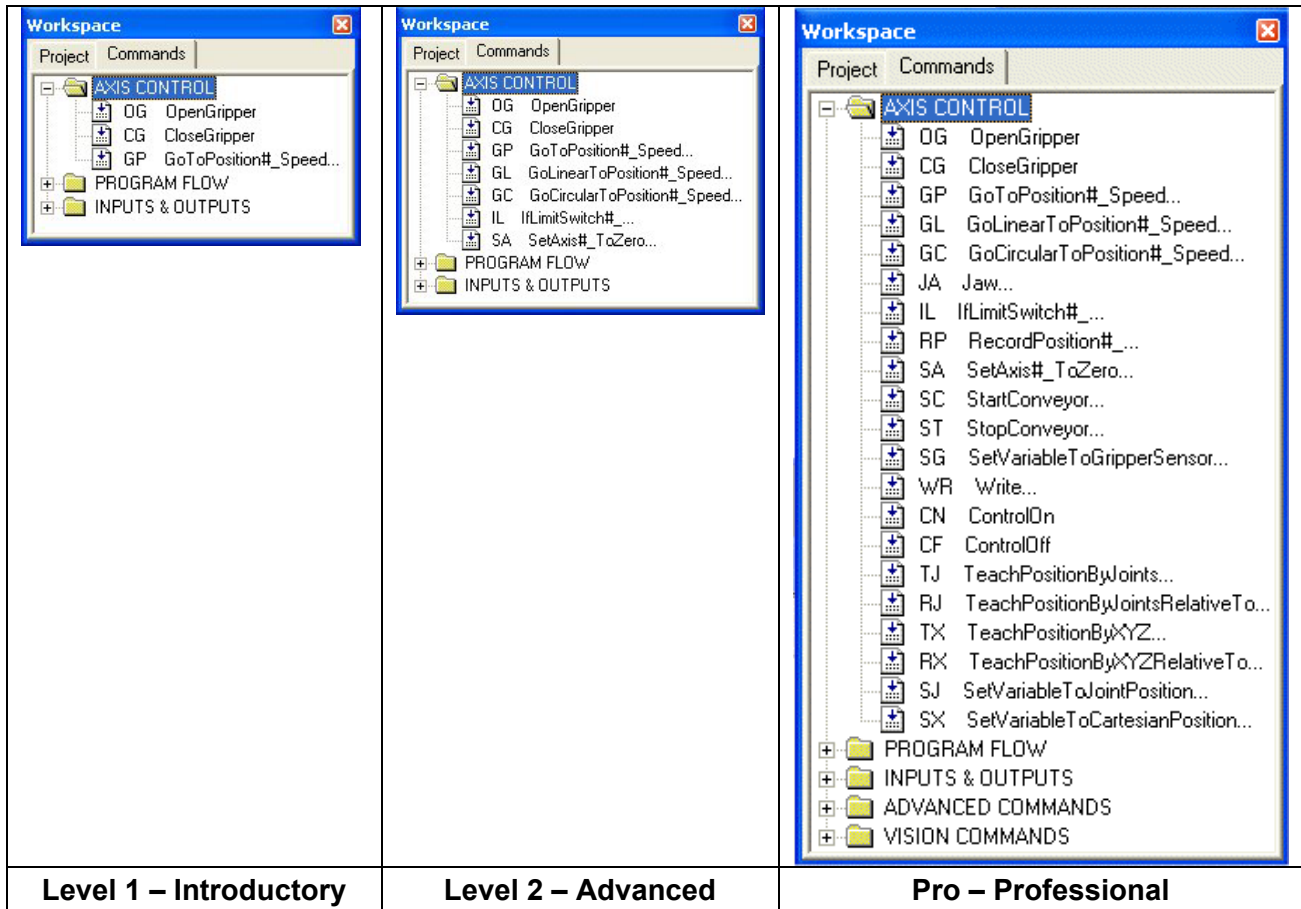 Workspace
Project Commands
AXIS CONTROL
OG OpenGripper
CG CloseGripper
GP GoToPosition#_Speed...
PROGRAM FLOW
INPUTS & OUTPUTS
Level 1 – Introductory
Workspace
Project Commands
AXIS CONTROL
OG OpenGripper
CG CloseGripper
GP GoToPosition#_Speed...
GL GoLinearToPosition#_Speed...
GC GoCircularToPosition#_Speed...
IL IfLimitSwitch#_...
SA SetAxis#_ToZero...
PROGRAM FLOW
INPUTS & OUTPUTS
Level 2 – Advanced
Workspace
Project Commands
AXIS CONTROL
OG OpenGripper
CG CloseGripper
GP GoToPosition#_Speed...
GL GoLinearToPosition#_Speed...
GC GoCircularToPosition#_Speed...
JA Jaw...
IL IfLimitSwitch#_...
RP RecordPosition#_...
SA SetAxis#_ToZero...
SC StartConveyor...
ST StopConveyor...
SG SetVariableToGripperSensor...
WR Write...
CN ControlOn
CF ControlOff
TJ TeachPositionByJoints...
RJ TeachPositionByJointsRelativeTo...
TX TeachPositionByXYZ...
RX TeachPositionByXYZRelativeTo...
SJ SetVariableToJointPosition...
SX SetVariableToCartesianPosition...
PROGRAM FLOW
INPUTS & OUTPUTS
ADVANCED COMMANDS
VISION COMMANDS
Pro – Professional